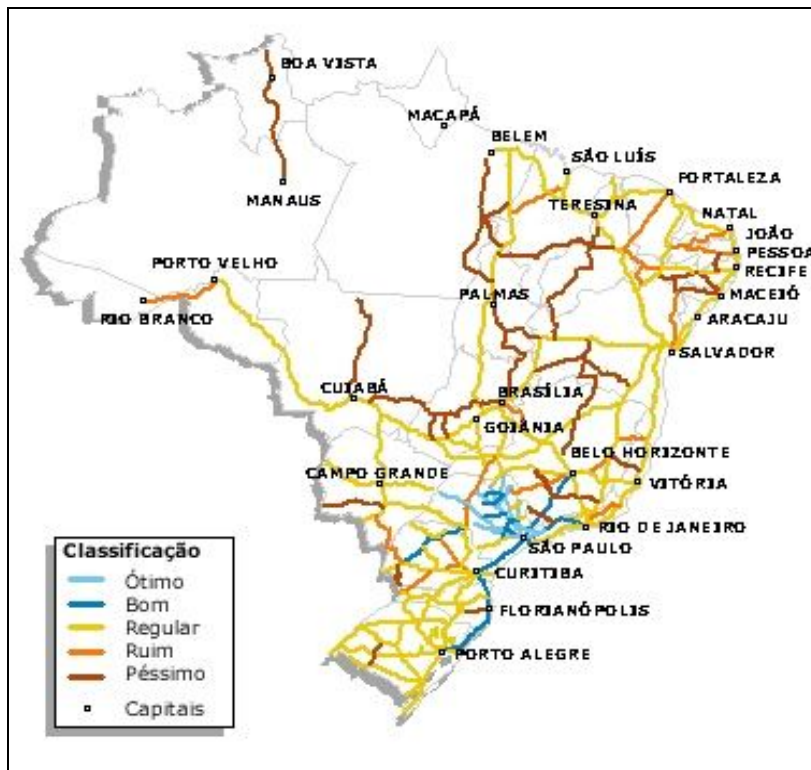 BOA VISTA
MACAPÁ
BELEM
SÃO LUÍS
FORTALEZA
MANAUS
TERESINA
NATAL
JOÃO
PESSOA
PORTO VELHO
RECIFE
PALMAS
MACEIÓ
RIO BRANCO
ARACAJU
SALVADOR
CUIABÁ
BRASÍLIA
GOIÂNIA
BELO HORIZONTE
CAMPO GRANDE
VITÓRIA
RIO DE JANEIRO
SÃO PAULO
CURITIBA
FLORIANÓPOLIS
PORTO ALEGRE
Classificação
Ótimo
Bom
Regular
Ruim
Péssimo
Capitais